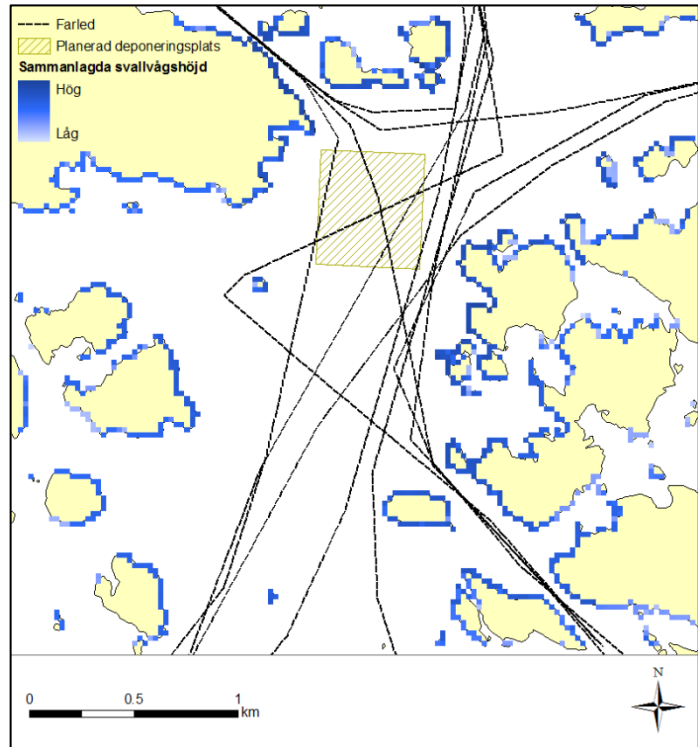 Farled
Planerad deponeringsplats
Sammanlagda svallvågshöjd
Hög
Låg
0 0.5 1
km
N